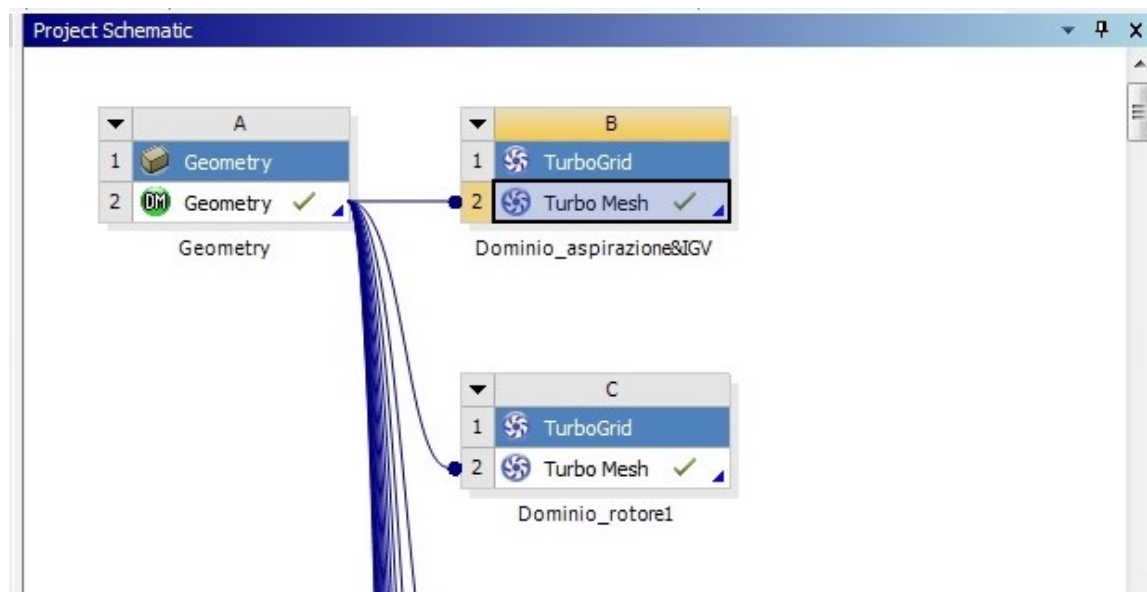 Project Schematic
A
1 Geometry
2 DM Geometry
Geometry
B
1 TurboGrid
2 Turbo Mesh
Dominio_aspirazione&IGV
C
1 TurboGrid
2 Turbo Mesh
Dominio_rotore1